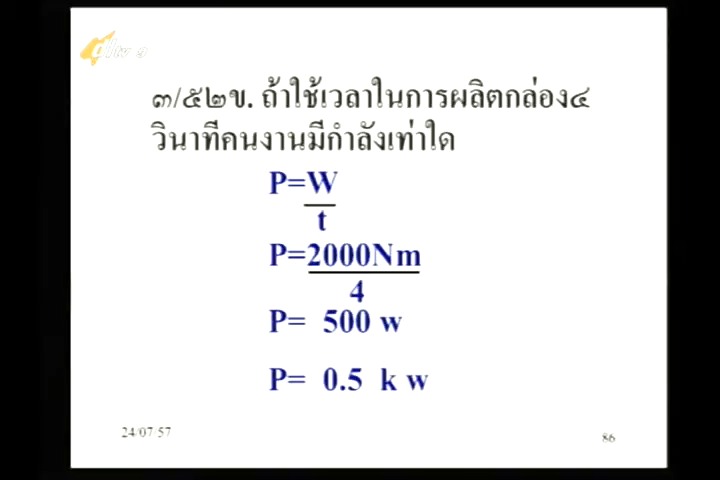 ๓/๕๒ข. ถ้าใช้เวลาในการผลิตกล่อง๔
วินาทีคนงานมีกำลังเท่าใด
P=W
t
P=2000Nm
4
P= 500 w
P= 0.5 k w
24/07/57
86